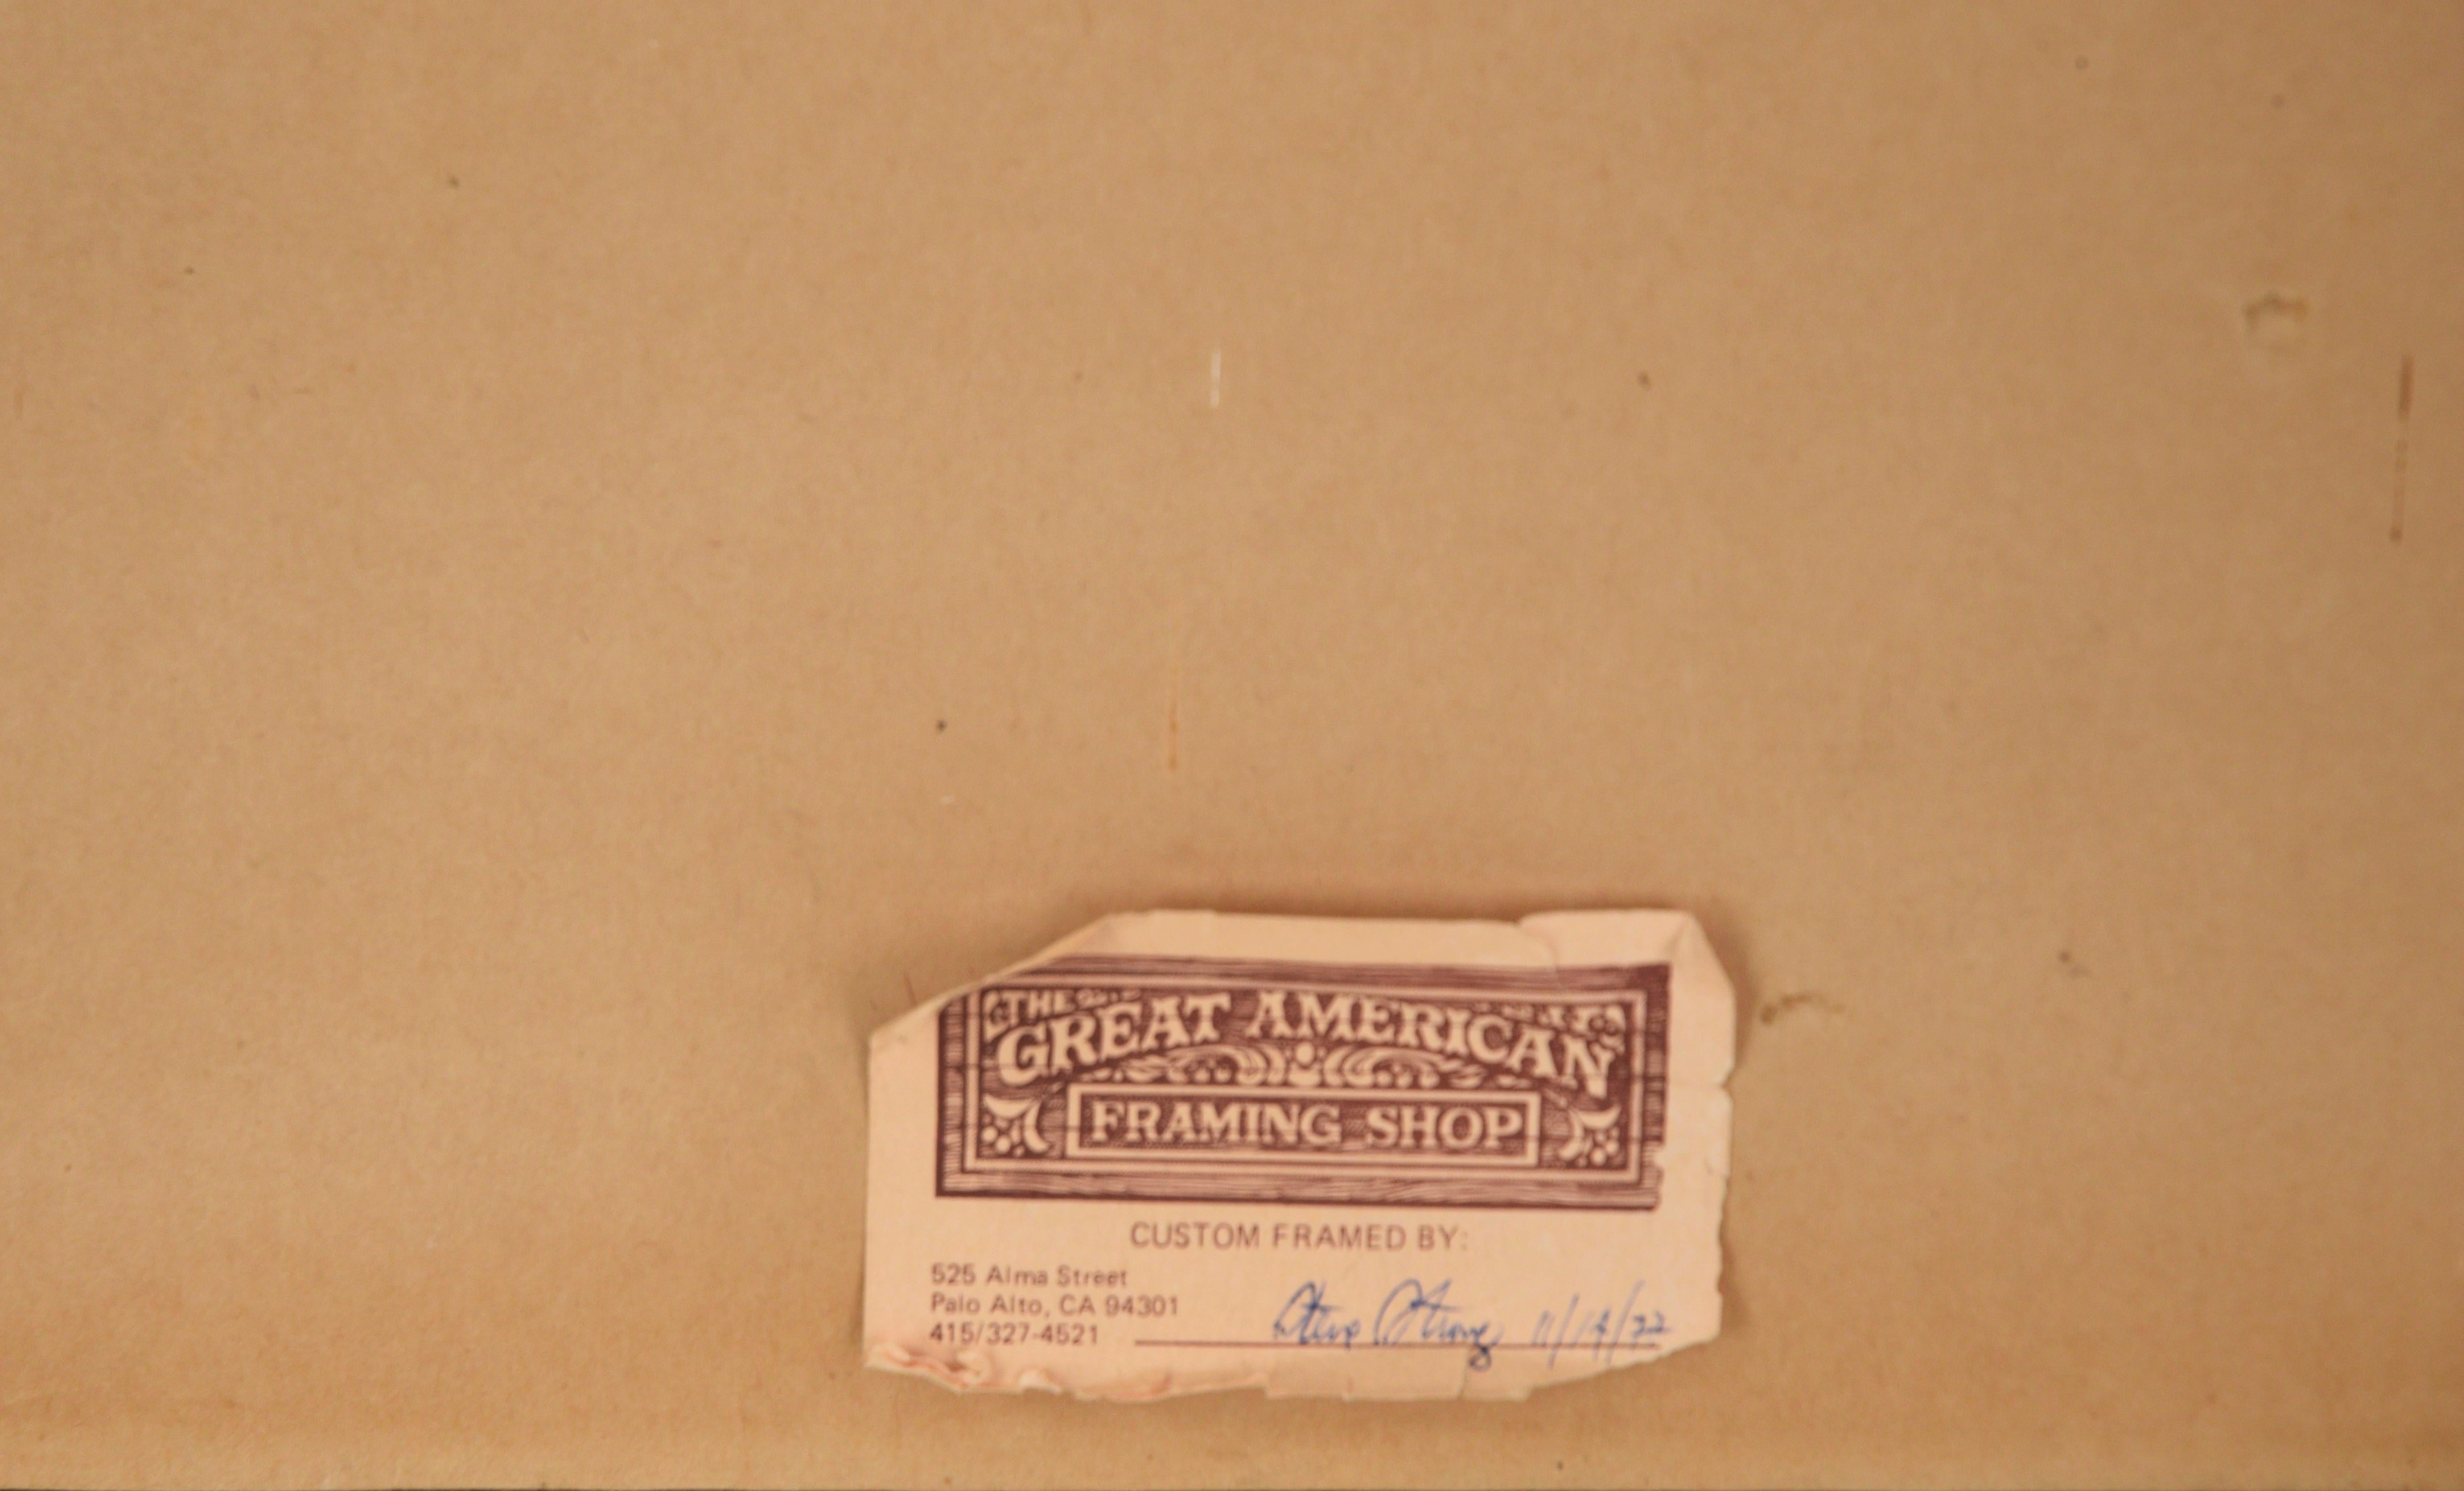 THE
GREAT AMERICAN
FRAMING SHOP
CUSTOM FRAMED BY:
525 Alma Street
Palo Alto, CA 94301
415/327-4521